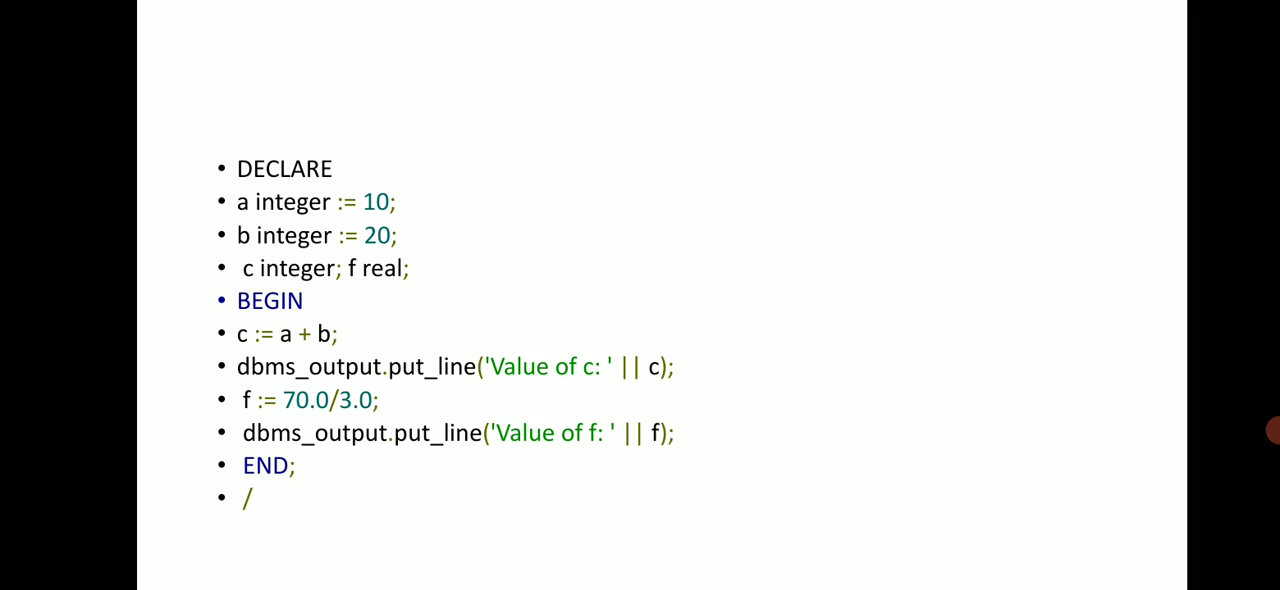 • DECLARE
• a integer := 10;
• b integer := 20;
• c integer; f real;
• BEGIN
• c := a + b;
• dbms_output.put_line('Value of c: ' || c);
• f := 70.0/3.0;
• dbms_output.put_line('Value of f: ' || f);
• END;
• /